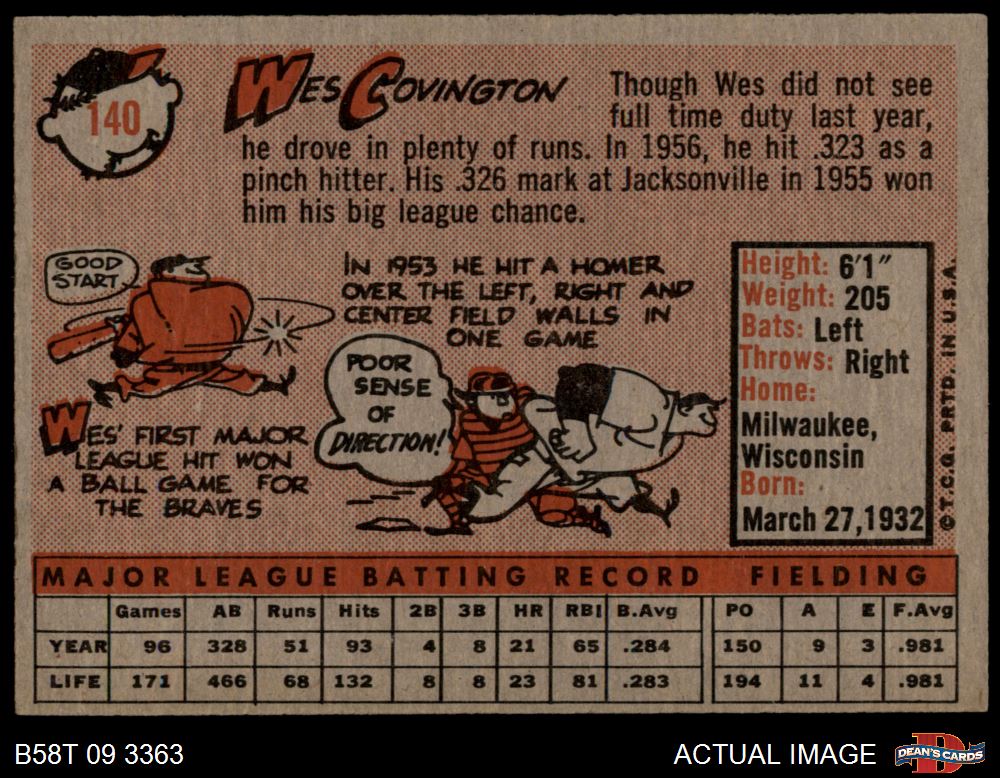 140
WES COVINGTON
Though Wes did not see
full time duty last year,
he drove in plenty of runs. In 1956, he hit .323 as a
pinch hitter. His .326 mark at Jacksonville in 1955 won
him his big league chance.
GOOD
START
IN 1953 HE HIT A HOMER
OVER THE LEFT, RIGHT AND
CENTER FIELD WALLS IN
ONE GAME
POOR
SENSE
OF
DIRECTION!
WES' FIRST MAJOR
LEAGUE HIT WON
A BALL GAME FOR
THE BRAVES
Height: 6'1"
Weight: 205
Bats: Left
Throws: Right
Home:
Milwaukee,
Wisconsin
Born:
March 27, 1932
© T.C.G. PRTD. IN U.S.A.
MAJOR LEAGUE BATTING RECORD FIELDING
Games AB Runs Hits 2B 3B HR RBI B.Avg PO A E F.Avg
YEAR 96 328 51 93 4 8 21 65 .284 150 9 3 .981
LIFE 171 466 68 132 8 8 23 81 .283 194 11 4 .981
B58T 09 3363
ACTUAL IMAGE
DEAN'S CARDS